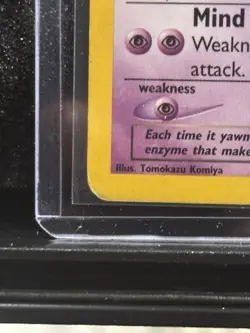 Mind
Weakn
attack.
weakness
Each time it yawn
enzyme that make
Illus. Tomokazu Komiya